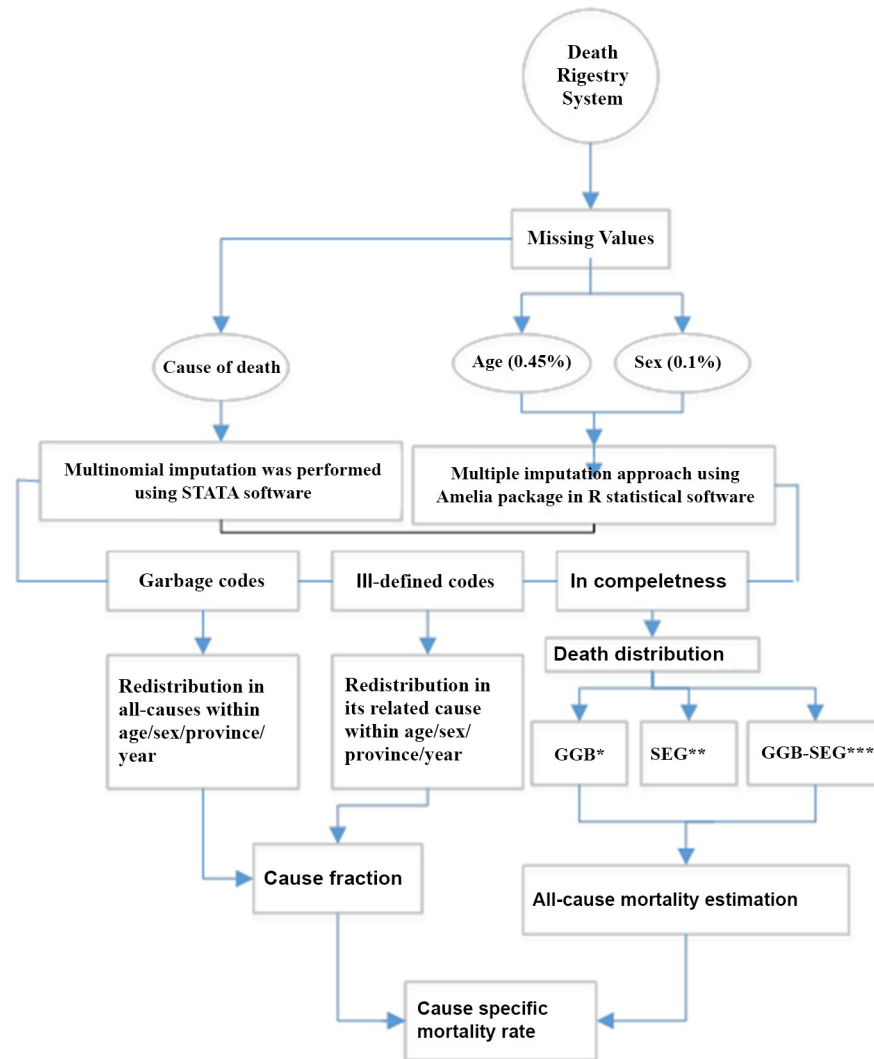 Death
Rigestry
System
Missing Values
Cause of death
Age (0.45%)
Sex (0.1%)
Multinomial imputation was performed
using STATA software
Multiple imputation approach using
Amelia package in R statistical software
Garbage codes
III-defined codes
In compeletness
Death distribution
Redistribution in
all-causes within
age/sex/province/
year
Redistribution in
its related cause
within age/sex/
province/year
GGB*
SEG**
GGB-SEG***
Cause fraction
All-cause mortality estimation
Cause specific
mortality rate